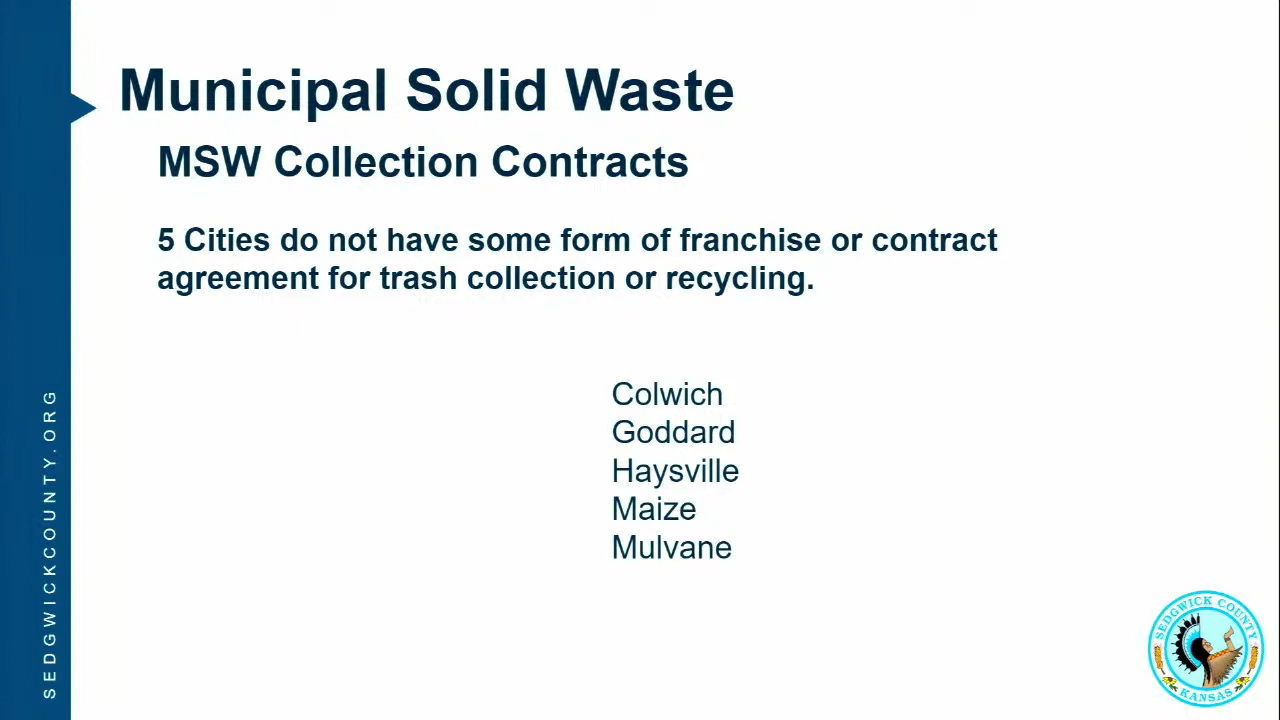 Municipal Solid Waste
MSW Collection Contracts
5 Cities do not have some form of franchise or contract
agreement for trash collection or recycling.
Colwich
Goddard
Haysville
Maize
Mulvane
SEDGWICKCOUNTY.ORG
SEDGWICK COUNTY
KANSAS